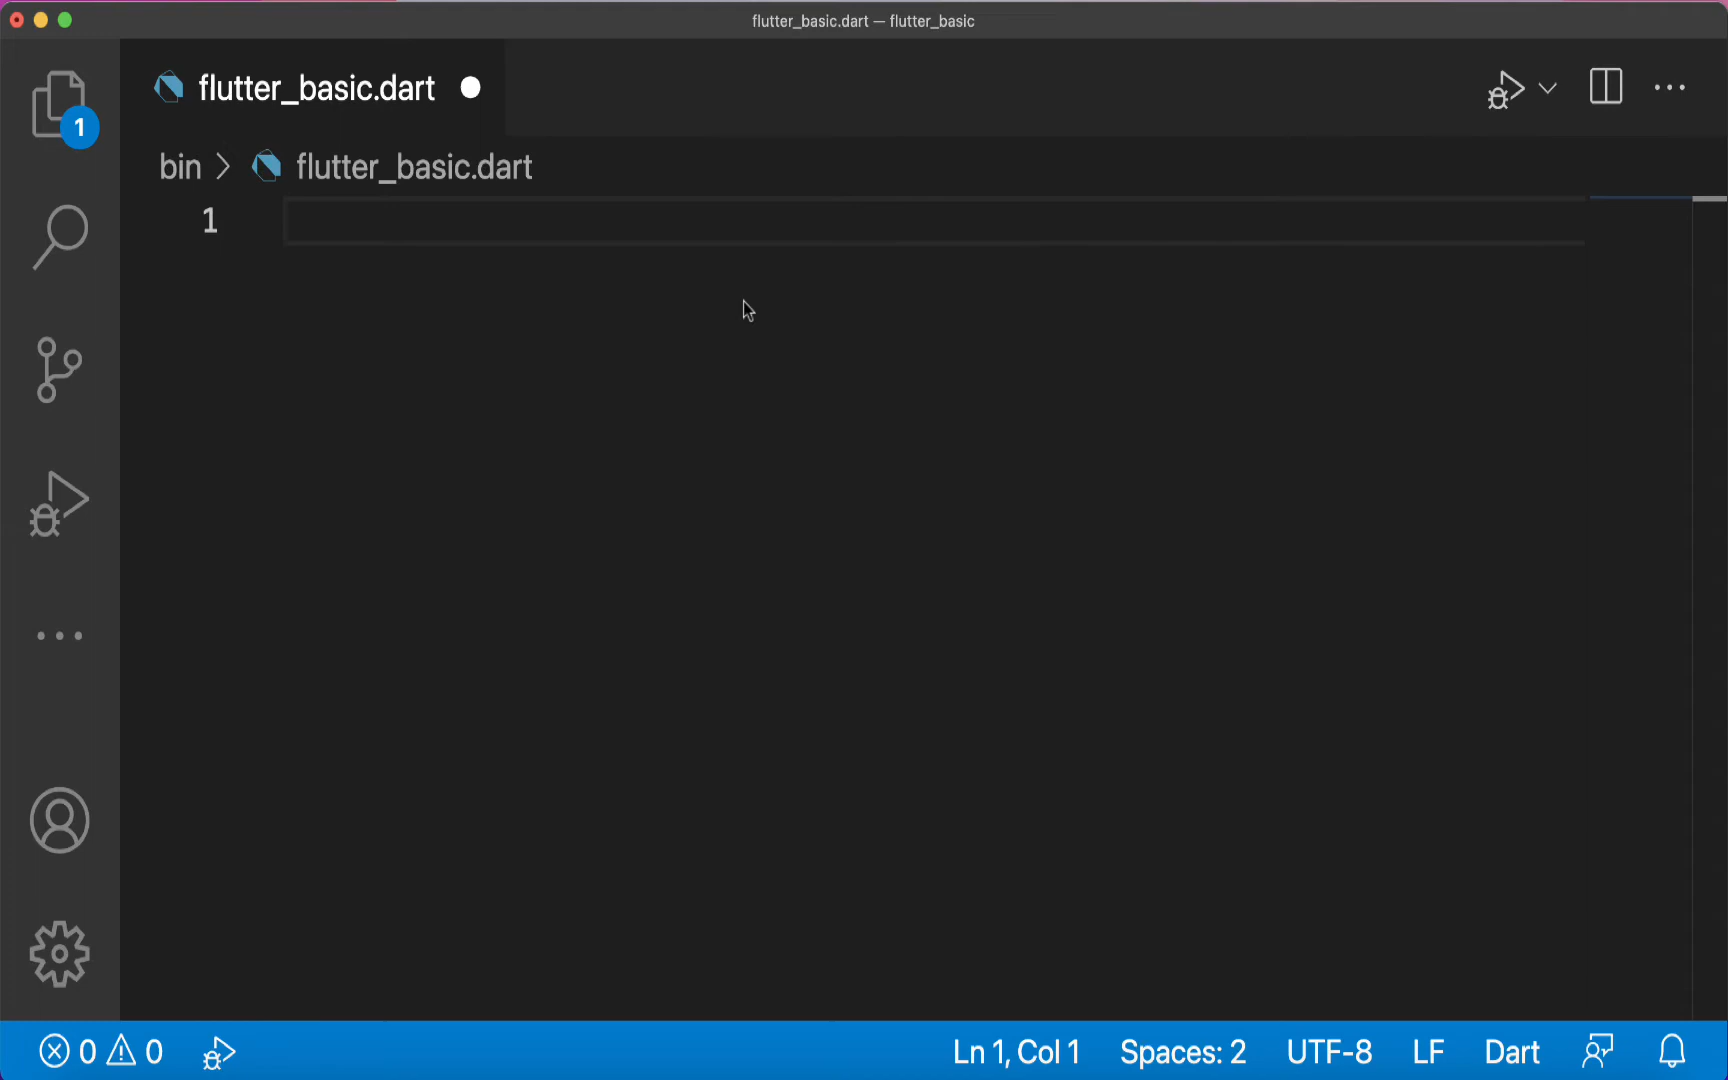 flutter_basic.dart — flutter_basic
flutter_basic.dart
1
bin > flutter_basic.dart
1
0 0
Ln 1, Col 1 Spaces: 2 UTF-8 LF Dart